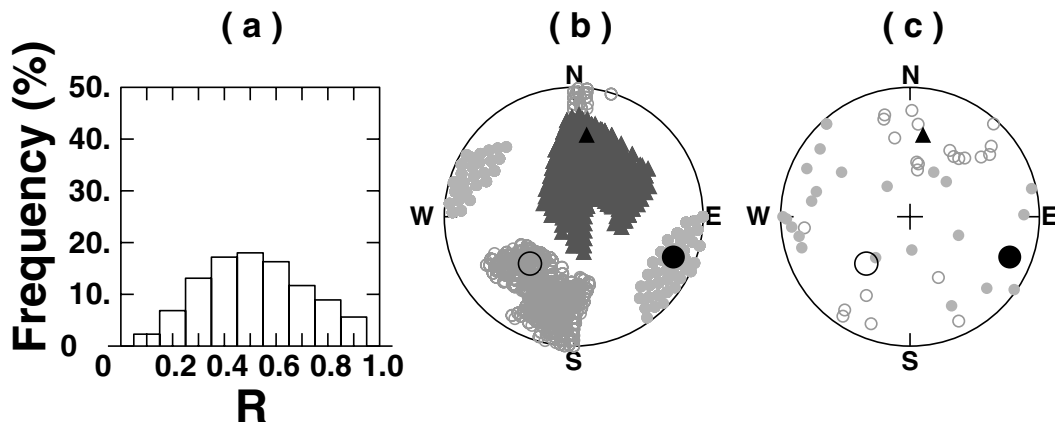 ( a )
( b )
( c )
Frequency (%)
50.
40.
30.
20.
10.
0
0 0.2 0.4 0.6 0.8 1.0
R
N
W
E
S
N
W
E
S